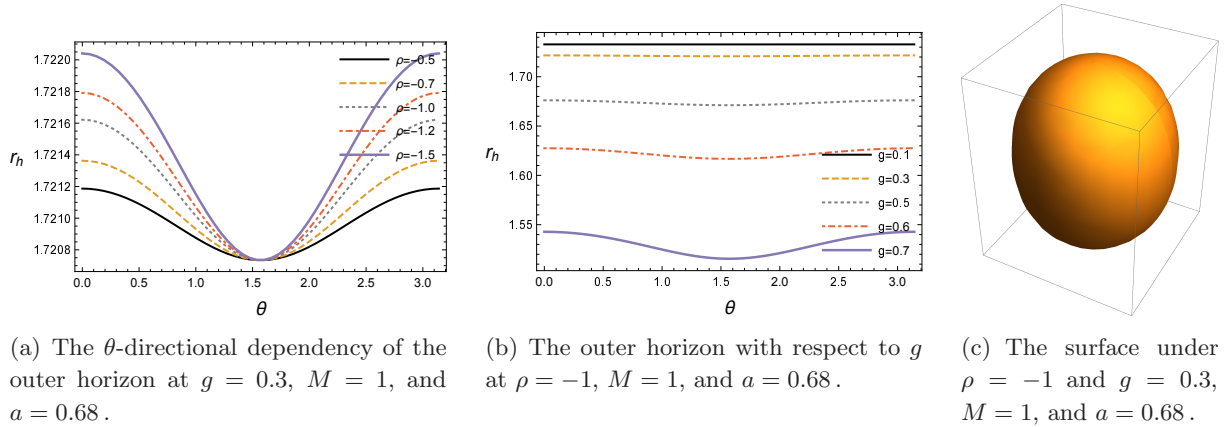 1.7220
1.7218
1.7216
1.7214
1.7212
1.7210
1.7208
r_h
0.0 0.5 1.0 1.5 2.0 2.5 3.0
θ
ρ=-0.5
ρ=-0.7
ρ=-1.0
ρ=-1.2
ρ=-1.5
(a) The θ-directional dependency of the
outer horizon at g = 0.3, M = 1, and
a = 0.68 .
1.70
1.65
1.60
1.55
r_h
0.0 0.5 1.0 1.5 2.0 2.5 3.0
θ
g=0.1
g=0.3
g=0.5
g=0.6
g=0.7
(b) The outer horizon with respect to g
at ρ = −1, M = 1, and a = 0.68 .
(c) The surface under
ρ = −1 and g = 0.3,
M = 1, and a = 0.68 .